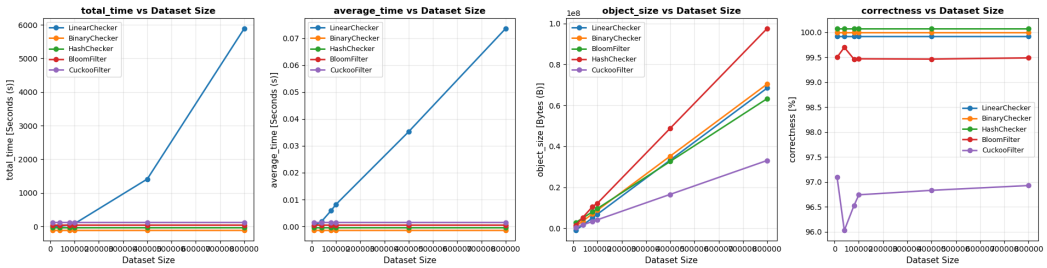 total_time vs Dataset Size
total_time [Seconds (s)]
6000
5000
4000
3000
2000
1000
0
LinearChecker
BinaryChecker
HashChecker
BloomFilter
CuckooFilter
0 100000 200000 300000 400000 500000 600000 700000 800000
Dataset Size
average_time vs Dataset Size
average_time [Seconds (s)]
0.07
0.06
0.05
0.04
0.03
0.02
0.01
0.00
LinearChecker
BinaryChecker
HashChecker
BloomFilter
CuckooFilter
0 100000 200000 300000 400000 500000 600000 700000 800000
Dataset Size
object_size vs Dataset Size
1e8
object_size [Bytes (B)]
1.0
0.8
0.6
0.4
0.2
0.0
LinearChecker
BinaryChecker
BloomFilter
HashChecker
CuckooFilter
0 100000 200000 300000 400000 500000 600000 700000 800000
Dataset Size
correctness vs Dataset Size
correctness [%]
100.0
99.5
99.0
98.5
98.0
97.5
97.0
96.5
96.0
LinearChecker
BinaryChecker
HashChecker
BloomFilter
CuckooFilter
0 100000 200000 300000 400000 500000 600000 700000 800000
Dataset Size